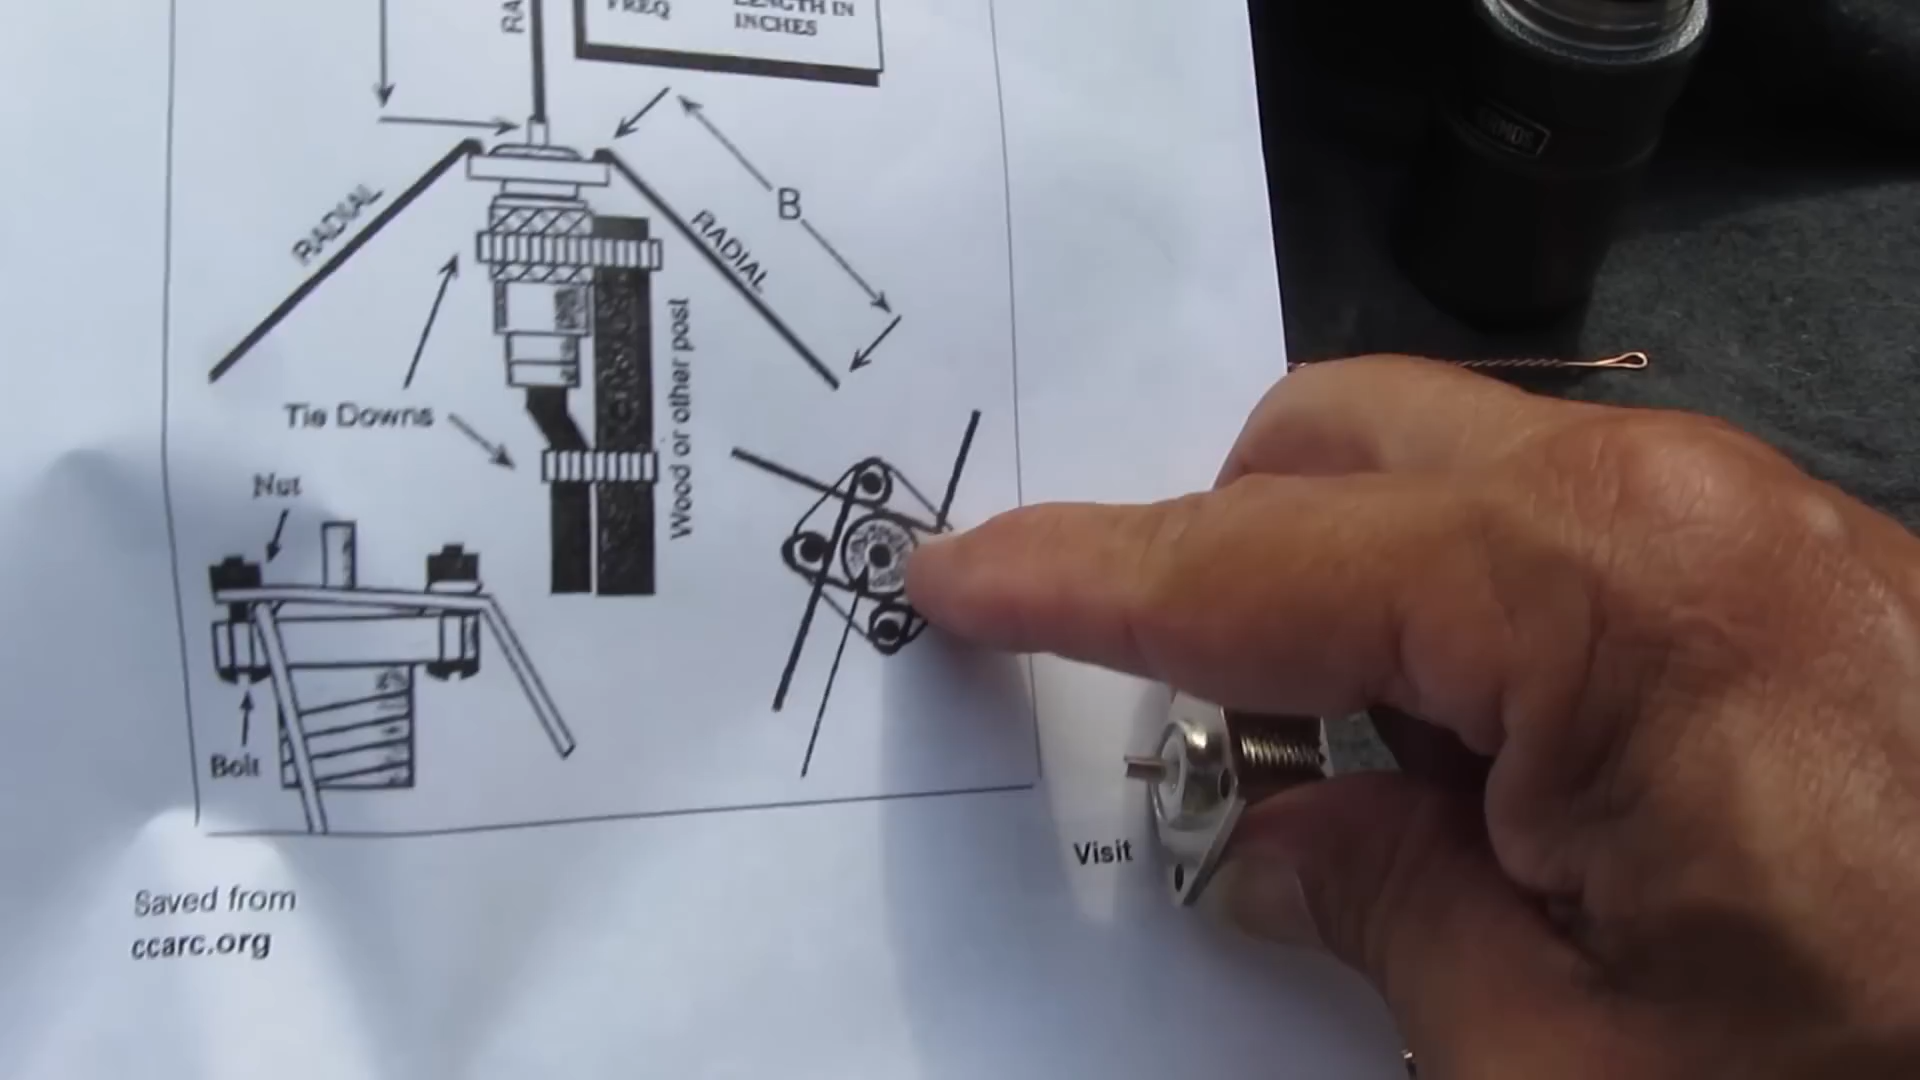 FREQ
LENGTH IN
INCHES
RADIAL
B
RADIAL
Tie Downs
Wood or other post
Nut
Bolt
Visit
Saved from
ccarc.org